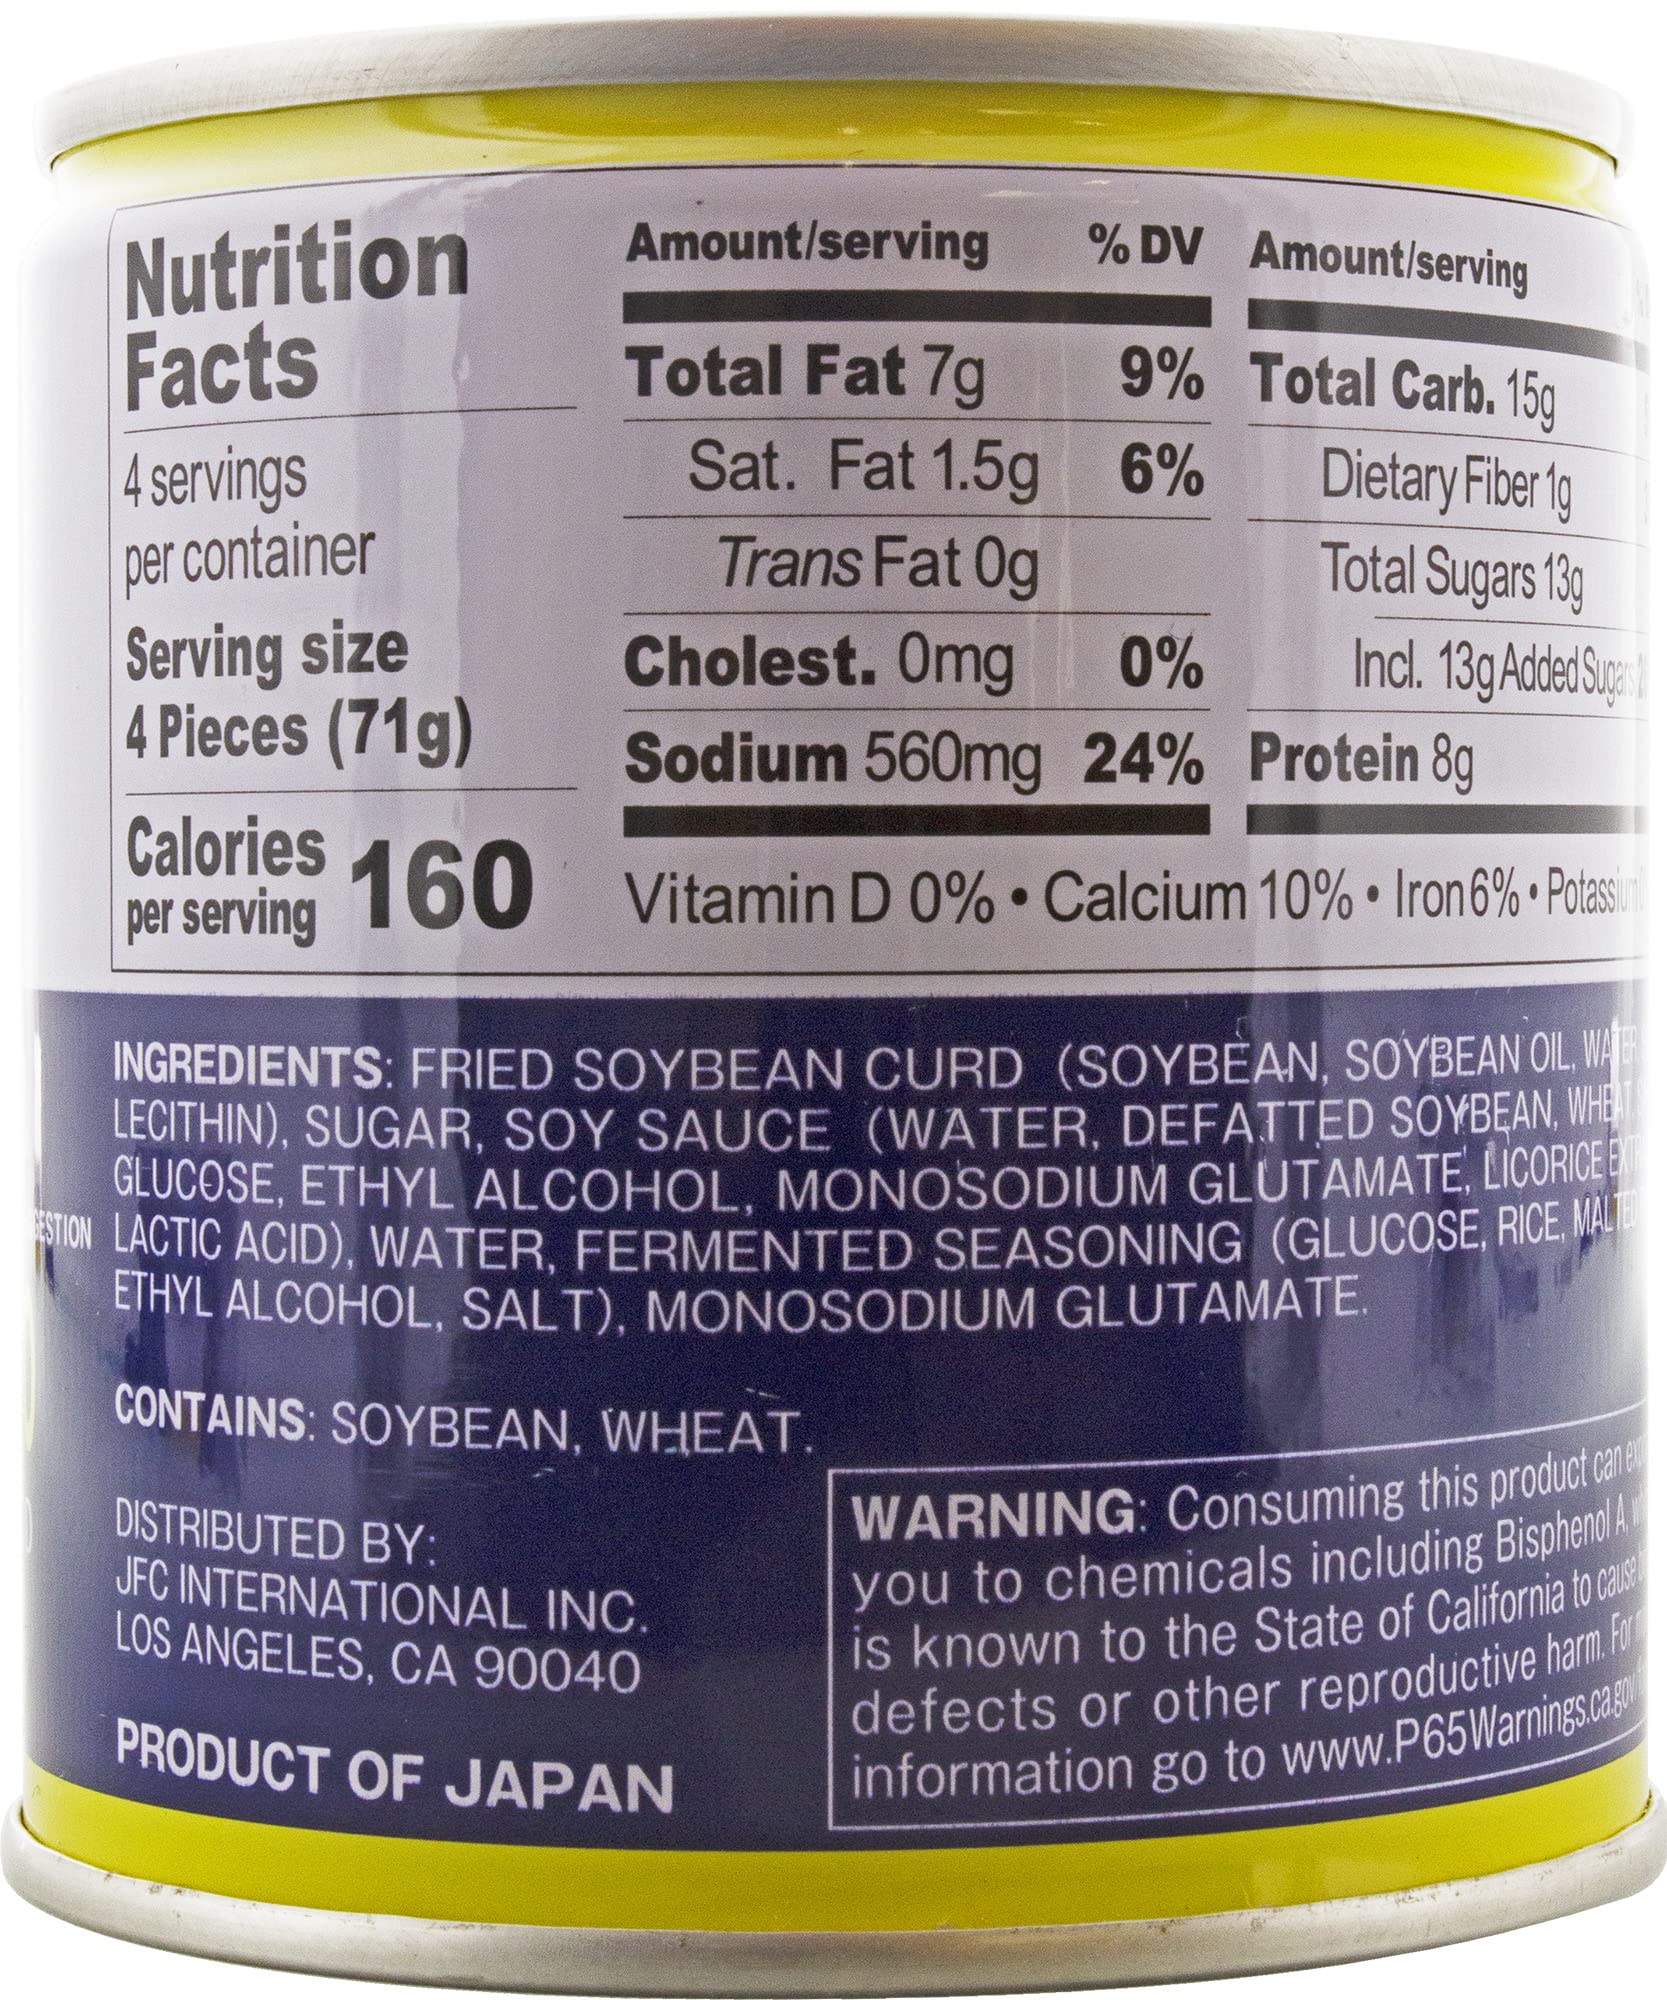 Nutrition
Facts
4 servings
per container
Serving size
4 Pieces (71g)
Calories
per serving 160
Amount/serving % DV
Total Fat 7g 9%
Sat. Fat 1.5g 6%
Trans Fat 0g
Cholest. 0mg 0%
Sodium 560mg 24%
Amount/serving
Total Carb. 15g
Dietary Fiber 1g
Total Sugars 13g
Incl. 13g Added Sugars
Protein 8g
Vitamin D 0% • Calcium 10% • Iron 6% • Potassium
INGREDIENTS: FRIED SOYBEAN CURD (SOYBEAN, SOYBEAN OIL, WATER,
LECITHIN), SUGAR, SOY SAUCE (WATER, DEFATTED SOYBEAN, WHEAT,
GLUCOSE, ETHYL ALCOHOL, MONOSODIUM GLUTAMATE, LICORICE
LACTIC ACID), WATER, FERMENTED SEASONING (GLUCOSE, RICE, MALTED
ETHYL ALCOHOL, SALT), MONOSODIUM GLUTAMATE.
CONTAINS: SOYBEAN, WHEAT.
DISTRIBUTED BY:
JFC INTERNATIONAL INC.
LOS ANGELES, CA 90040
PRODUCT OF JAPAN
WARNING: Consuming this product can
you to chemicals including Bisphenol A,
is known to the State of California to cause
defects or other reproductive harm. For
information go to www.P65Warnings.ca.gov